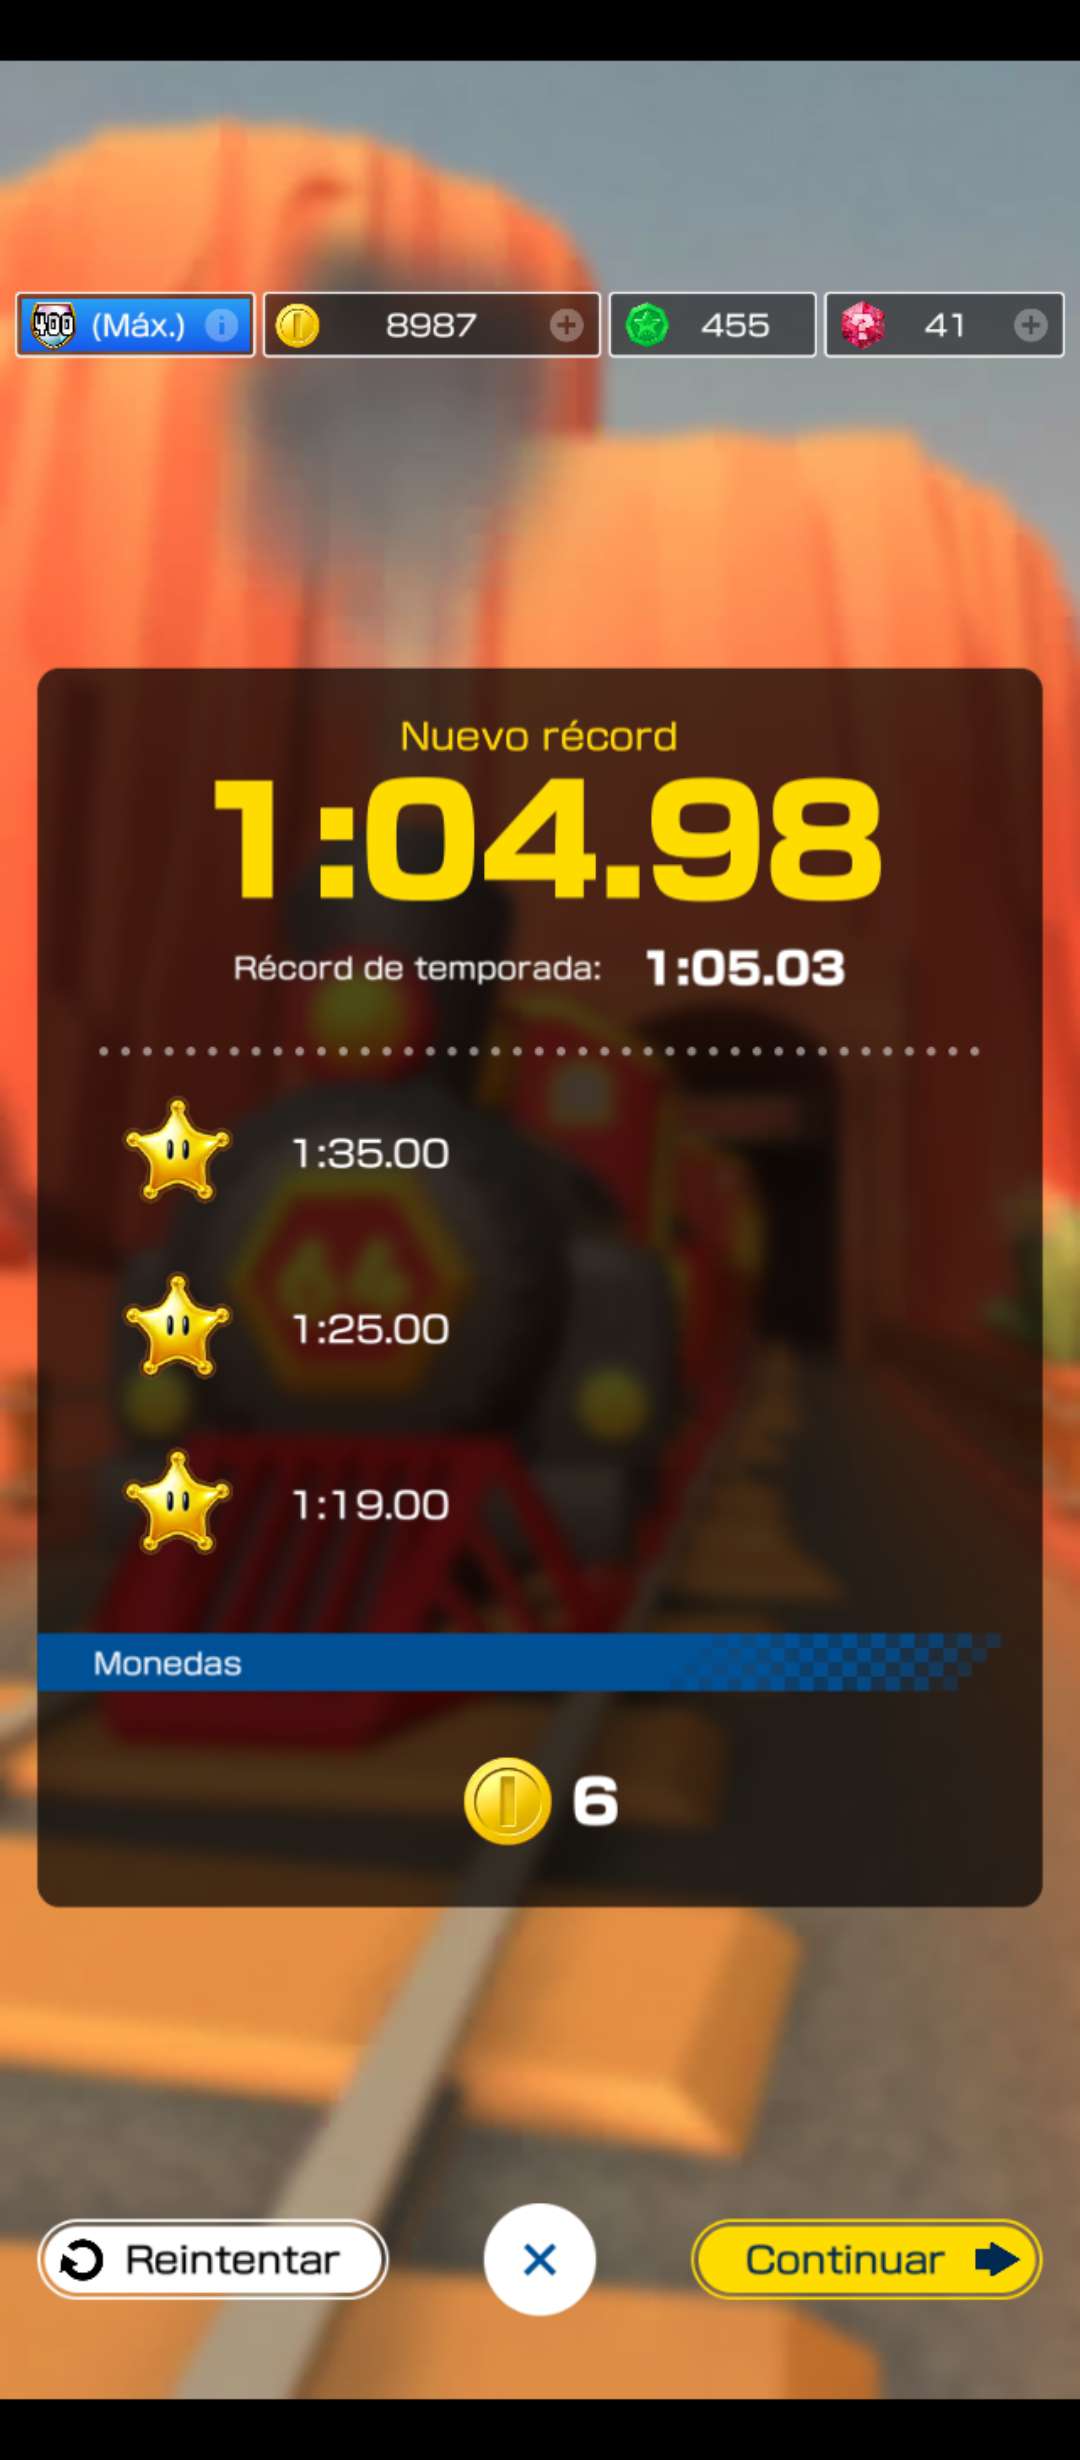 400 (Máx.) i 8987 + 455 ? 41 +
Nuevo récord
1:04.98
Récord de temporada: 1:05.03
1:35.00
1:25.00
1:19.00
64
Monedas
6
Reintentar × Continuar